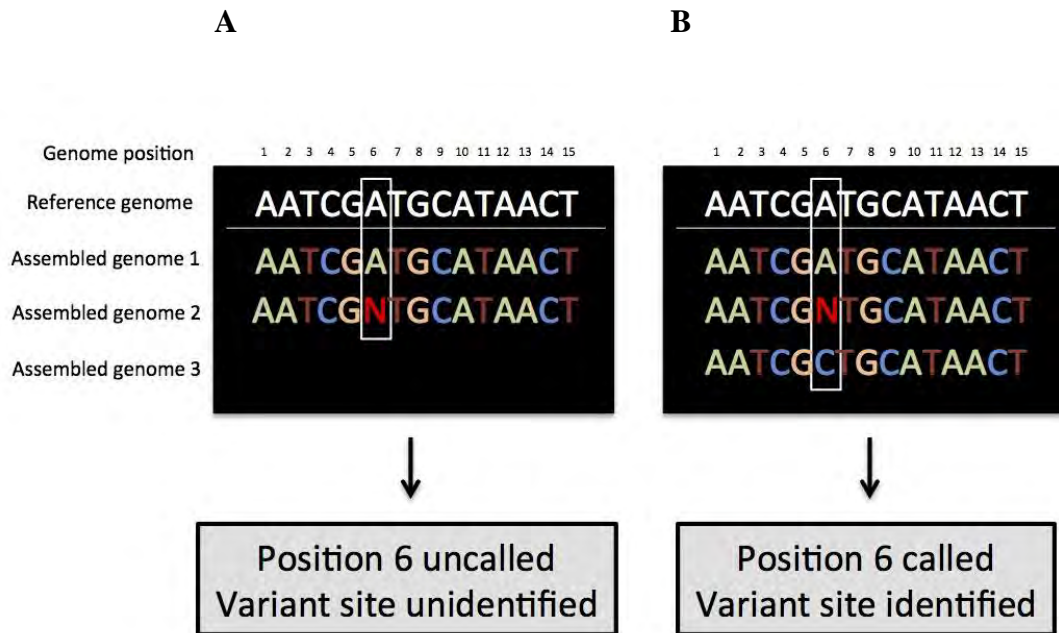 A B
Genome position 1 2 3 4 5 6 7 8 9 10 11 12 13 14 15 1 2 3 4 5 6 7 8 9 10 11 12 13 14 15
Reference genome AATCGATGCATAACT AATCGATGCATAACT
Assembled genome 1 AATCGATGCATAACT AATCGATGCATAACT
Assembled genome 2 AATCGNTGCATAACT AATCGNTGCATAACT
Assembled genome 3 AATCGCTGCATAACT
Position 6 uncalled
Variant site unidentified
Position 6 called
Variant site identified